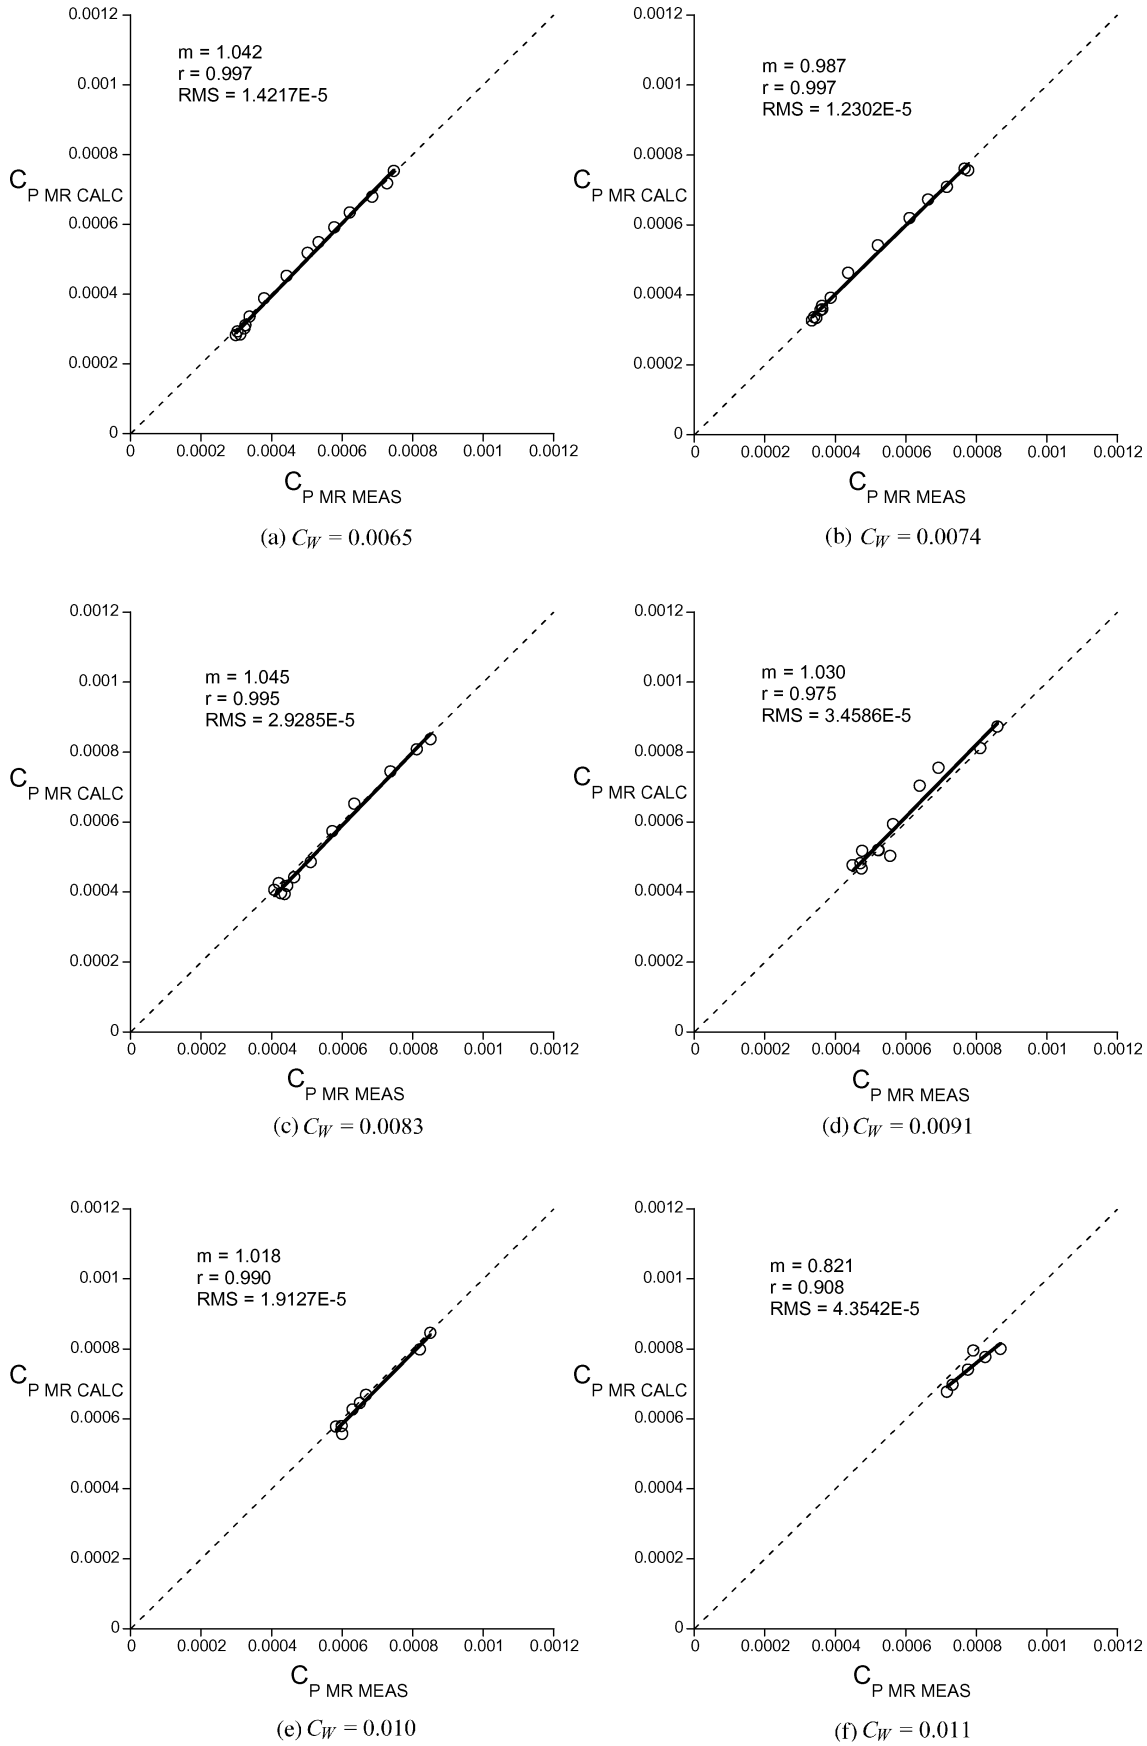 0.0012
0.001
0.0008
0.0006
0.0004
0.0002
0
m = 1.042
r = 0.997
RMS = 1.4217E-5
C P MR CALC
0 0.0002 0.0004 0.0006 0.0008 0.001 0.0012
C P MR MEAS
(a) CW = 0.0065
0.0012
0.001
0.0008
0.0006
0.0004
0.0002
0
m = 0.987
r = 0.997
RMS = 1.2302E-5
C P MR CALC
0 0.0002 0.0004 0.0006 0.0008 0.001 0.0012
C P MR MEAS
(b) CW = 0.0074
0.0012
0.001
0.0008
0.0006
0.0004
0.0002
0
m = 1.045
r = 0.995
RMS = 2.9285E-5
C P MR CALC
0 0.0002 0.0004 0.0006 0.0008 0.001 0.0012
C P MR MEAS
(c) CW = 0.0083
0.0012
0.001
0.0008
0.0006
0.0004
0.0002
0
m = 1.030
r = 0.975
RMS = 3.4586E-5
C P MR CALC
0 0.0002 0.0004 0.0006 0.0008 0.001 0.0012
C P MR MEAS
(d) CW = 0.0091
0.0012
0.001
0.0008
0.0006
0.0004
0.0002
0
m = 1.018
r = 0.990
RMS = 1.9127E-5
C P MR CALC
0 0.0002 0.0004 0.0006 0.0008 0.001 0.0012
C P MR MEAS
(e) CW = 0.010
0.0012
0.001
0.0008
0.0006
0.0004
0.0002
0
m = 0.821
r = 0.908
RMS = 4.3542E-5
C P MR CALC
0 0.0002 0.0004 0.0006 0.0008 0.001 0.0012
C P MR MEAS
(f) CW = 0.011